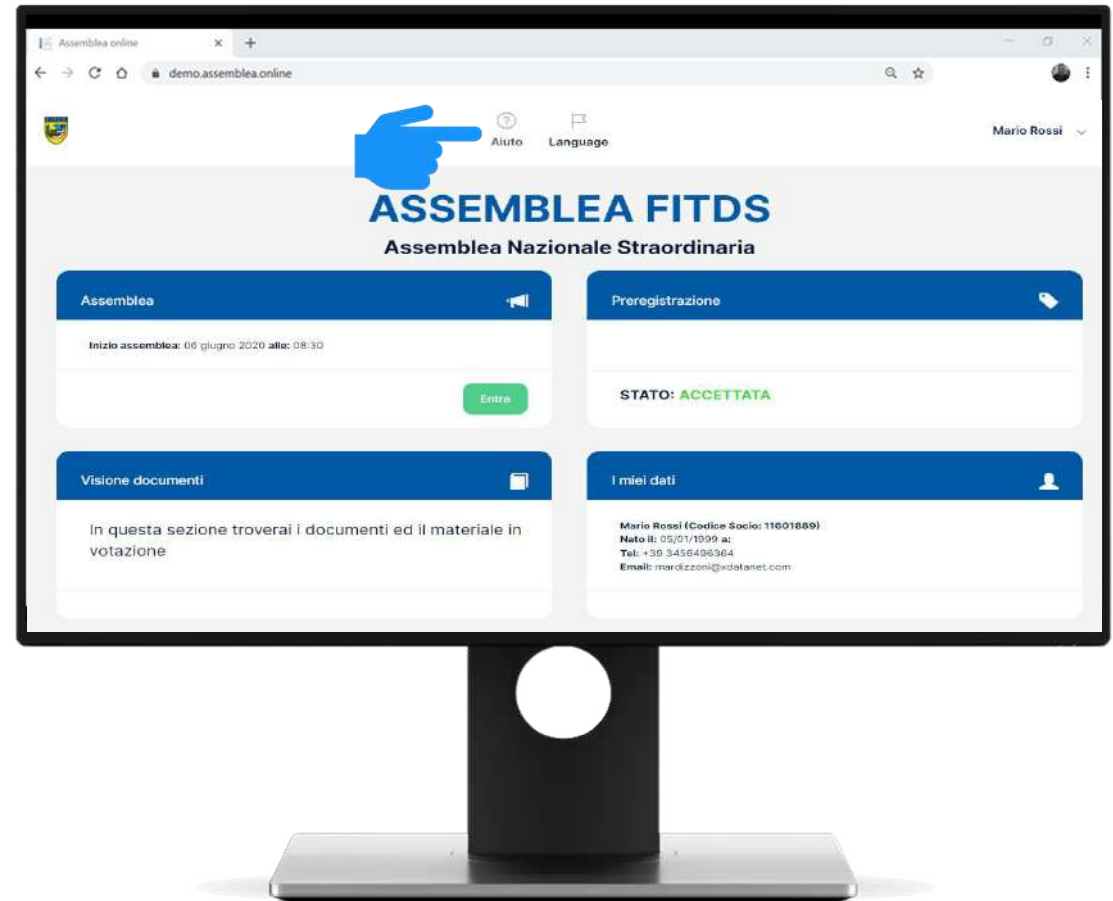 Assemblea online
demo.assemblea.online
Aiuto
Language
Mario Rossi
ASSEMBLEA FITDS
Assemblea Nazionale Straordinaria
Assemblea
Inizio assemblea: 06 giugno 2020 alle: 08:30
Entra
Preregistrazione
STATO: ACCETTATA
Visione documenti
In questa sezione troverai i documenti ed il materiale in
votazione
I miei dati
Mario Rossi (Codice Socio: 11601889)
Nato il: 05/01/1999 a:
Tel: +39 3456496364
Email: mardizzoni@xdatanet.com